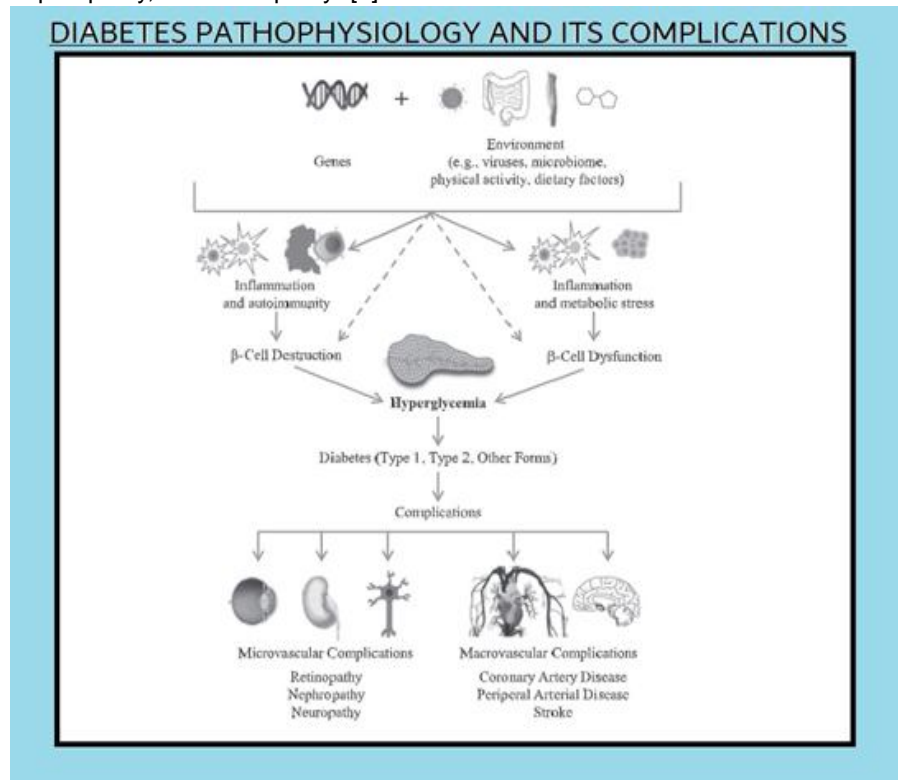 DIABETES PATHOPHYSIOLOGY AND ITS COMPLICATIONS
+
Genes
Environment
(e.g., viruses, microbiome,
physical activity, dietary factors)
Inflammation
and autoimmunity
Inflammation
and metabolic stress
β-Cell Destruction
β-Cell Dysfunction
Hyperglycemia
Diabetes (Type 1, Type 2, Other Forms)
Complications
Microvascular Complications
Retinopathy
Nephropathy
Neuropathy
Macrovascular Complications
Coronary Artery Disease
Periperal Arterial Disease
Stroke